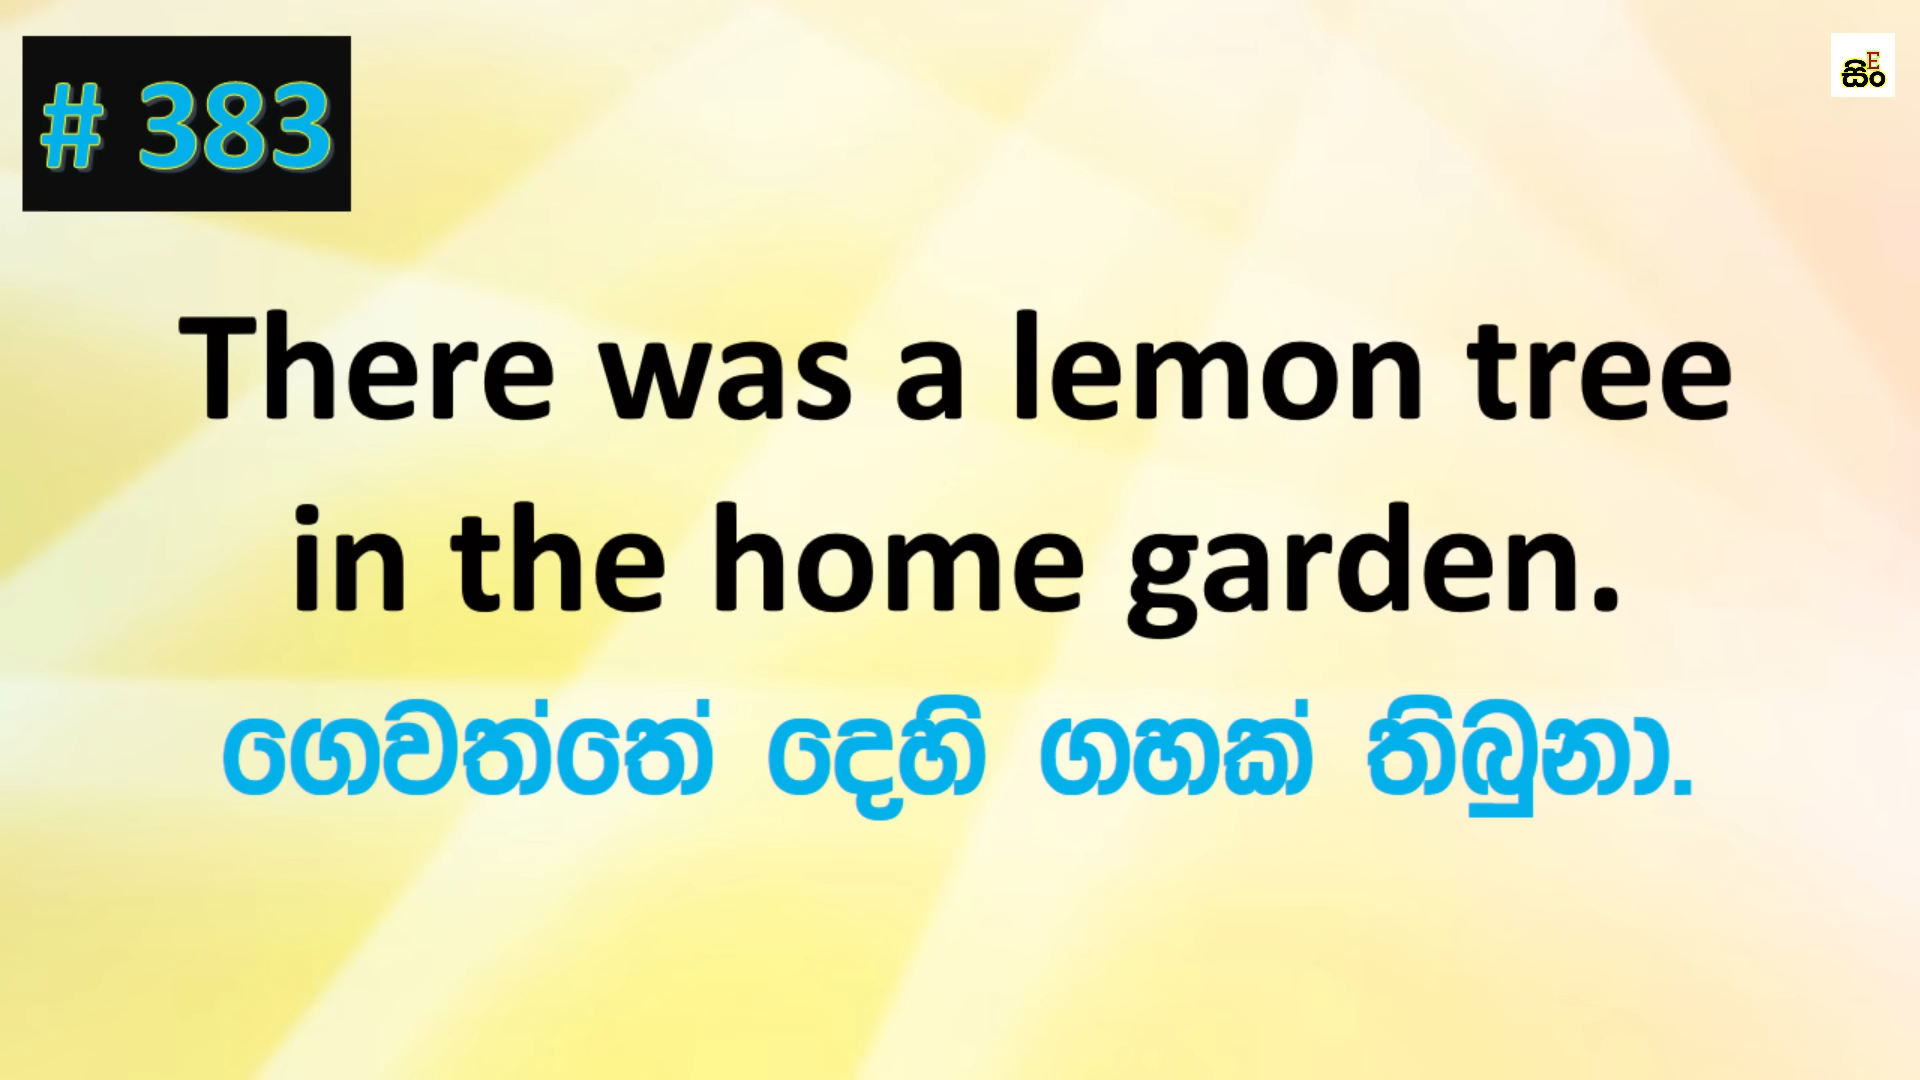 # 383
සිං
E
There was a lemon tree
in the home garden.
ගෙවත්තේ දෙහි ගහක් තිබුනා.